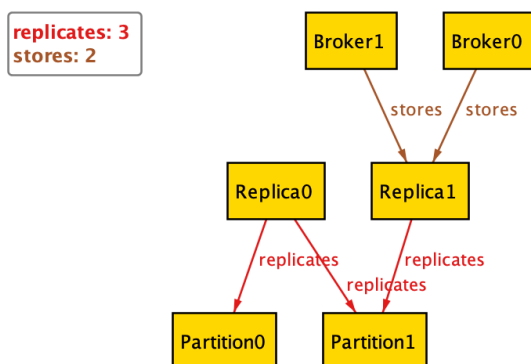 replicates: 3
stores: 2
Broker1
Broker0
stores
stores
Replica0
Replica1
replicates
replicates
replicates
Partition0
Partition1